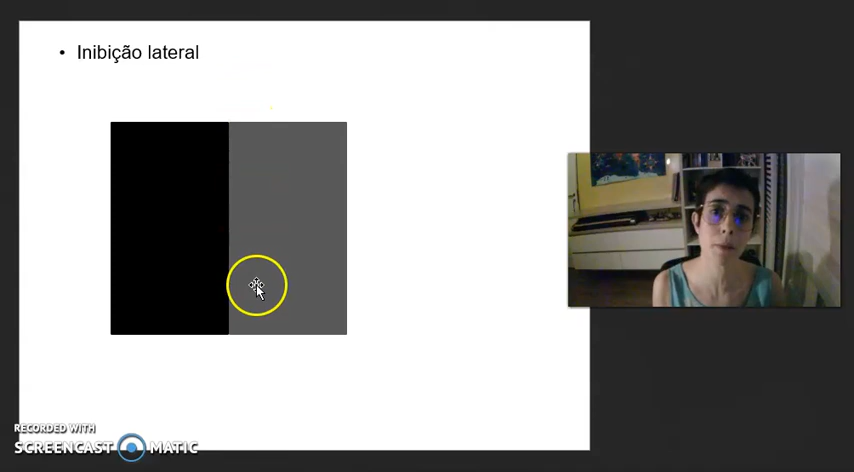 • Inibição lateral
RECORDED WITH
SCREENCAST MATIC